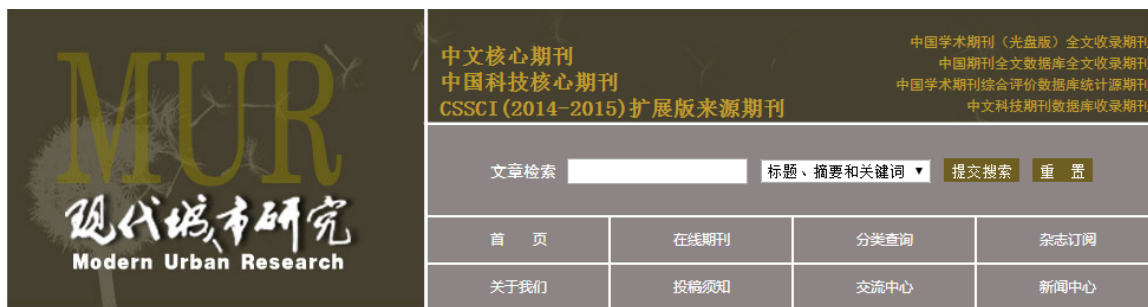 MUR
现代城市研究
Modern Urban Research
中文核心期刊
中国科技核心期刊
CSSCI(2014-2015)扩展版来源期刊
中国学术期刊（光盘版）全文收录期刊
中国期刊全文数据库全文收录期刊
中国学术期刊综合评价数据库统计源期刊
中文科技期刊数据库收录期刊
文章检索 标题、摘要和关键词 ▼ 提交搜索 重 置
首 页 在线期刊 分类查询 杂志订阅
关于我们 投稿须知 交流中心 新闻中心